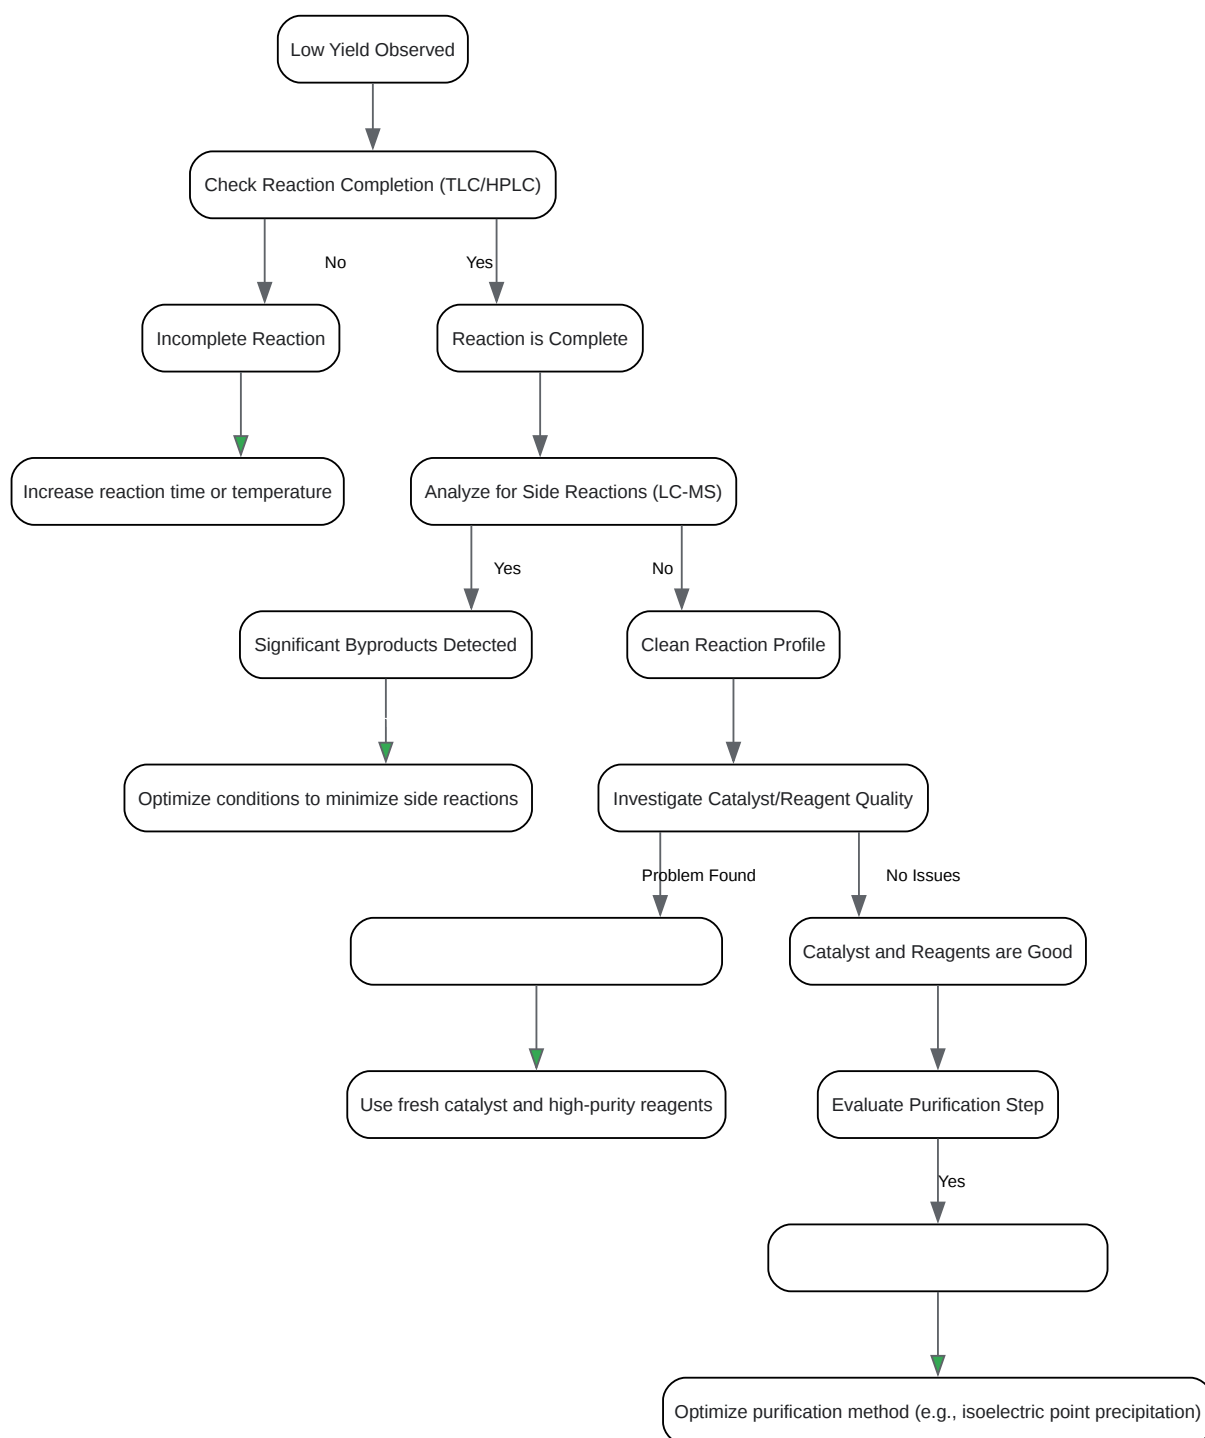 Low Yield Observed
Check Reaction Completion (TLC/HPLC)
No
Yes
Incomplete Reaction
Reaction is Complete
Increase reaction time or temperature
Analyze for Side Reactions (LC-MS)
Yes
No
Significant Byproducts Detected
Clean Reaction Profile
Optimize conditions to minimize side reactions
Investigate Catalyst/Reagent Quality
Problem Found
No Issues
Catalyst and Reagents are Good
Use fresh catalyst and high-purity reagents
Evaluate Purification Step
Yes
Optimize purification method (e.g., isoelectric point precipitation)